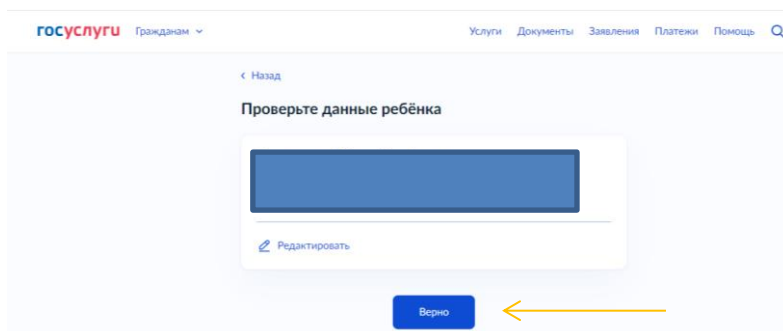 госуслуги Гражданам Услуги Документы Заявления Платежи Помощь
Назад
Проверьте данные ребёнка
Редактировать
Верно